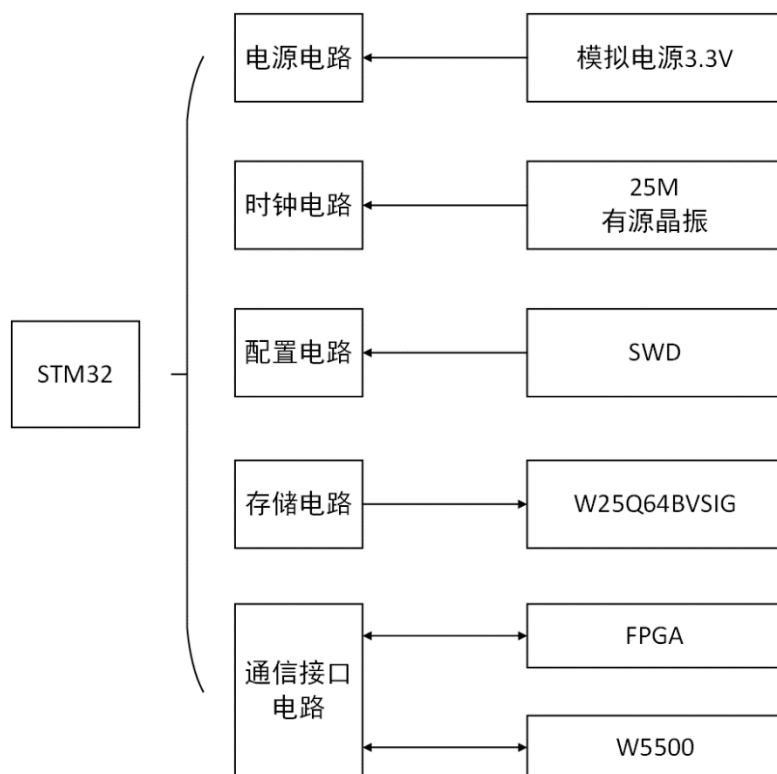 电源电路
模拟电源3.3V
时钟电路
25M
有源晶振
STM32
配置电路
SWD
存储电路
W25Q64BVSIG
通信接口
电路
FPGA
W5500